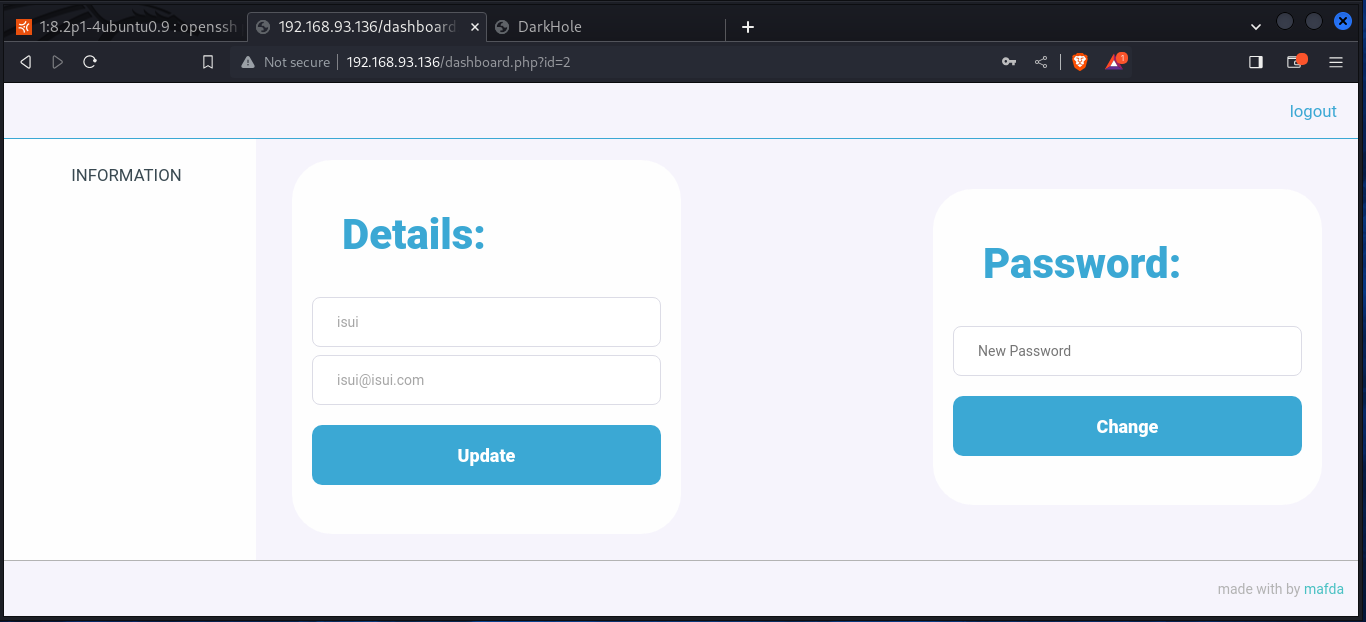 1:8.2p1-4ubuntu0.9 : openssh
192.168.93.136/dashboard
DarkHole
Not secure
192.168.93.136/dashboard.php?id=2
1
logout
INFORMATION
Details:
isui
isui@isui.com
Update
Password:
New Password
Change
made with by mafda